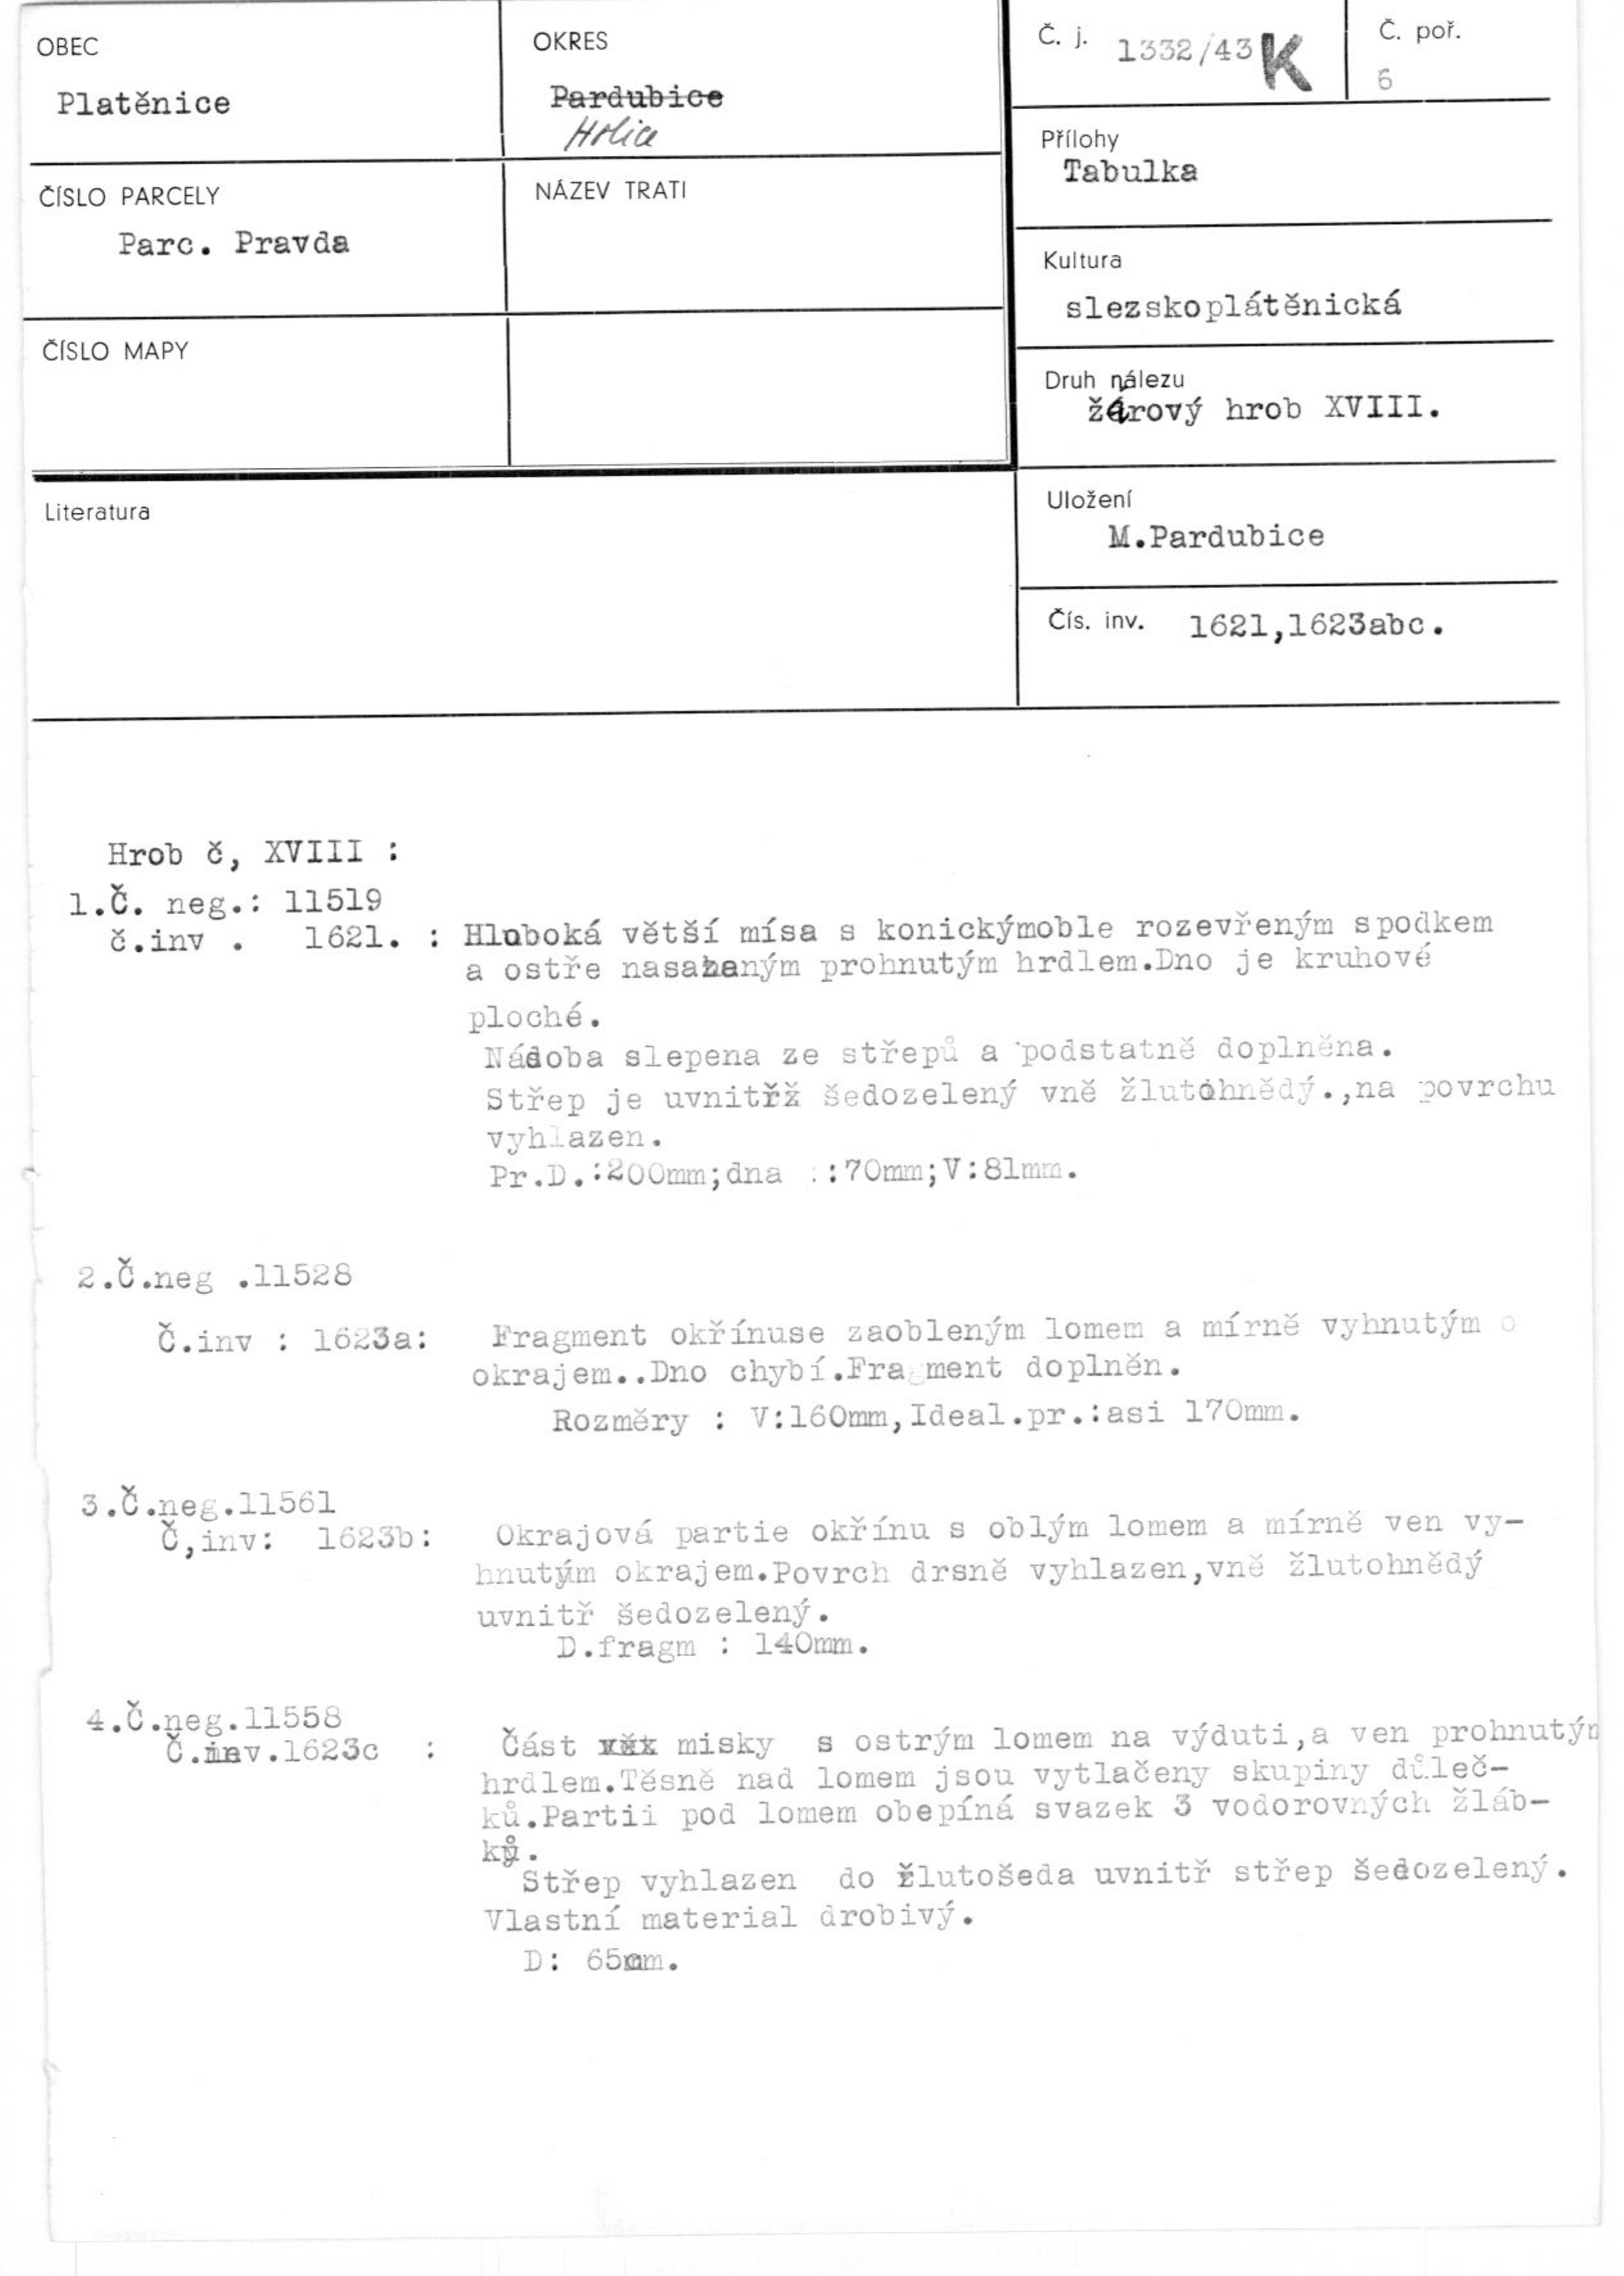 OBEC
Platěnice
OKRES
Pardubice
Holice
Č. j. 1332/43 K
Č. poř.
6
Přílohy
Tabulka
ČÍSLO PARCELY
Parc. Pravda
NÁZEV TRATI
Kultura
slezskoplátěnická
ČÍSLO MAPY
Druh nálezu
žárový hrob XVIII.
Literatura
Uložení
M.Pardubice
Čís. inv. 1621,1623abc.
Hrob č, XVIII :
1.Č. neg.: 11519
č.inv . 1621. : Hluboká větší mísa s konickýmoble rozevřeným spodkem
a ostře nasazeným prohnutým hrdlem.Dno je kruhové
ploché.
Nádoba slepena ze střepů a podstatně doplněna.
Střep je uvnitřž šedozelený vně žlutohnědý.,na povrchu
vyhlazen.
Pr.D.:200mm;dna ::70mm;V:81mm.
2.Č.neg .11528
Č.inv : 1623a: Fragment okřínuse zaobleným lomem a mírně vyhnutým o
okrajem..Dno chybí.Fragment doplněn.
Rozměry : V:160mm,Ideal.pr.:asi 170mm.
3.Č.neg.11561
Č,inv: 1623b: Okrajová partie okřínu s oblým lomem a mírně ven vy-
hnutým okrajem.Povrch drsně vyhlazen,vně žlutohnědý
uvnitř šedozelený.
D.fragm : 140mm.
4.Č.neg.11558
Č.inv.1623c : Část misky s ostrým lomem na výduti,a ven prohnutým
hrdlem.Těsně nad lomem jsou vytlačeny skupiny důleč-
ků.Partii pod lomem obepíná svazek 3 vodorovných žláb-
ků.
Střep vyhlazen do žlutošeda uvnitř střep šedozelený.
Vlastní material drobivý.
D: 65mm.